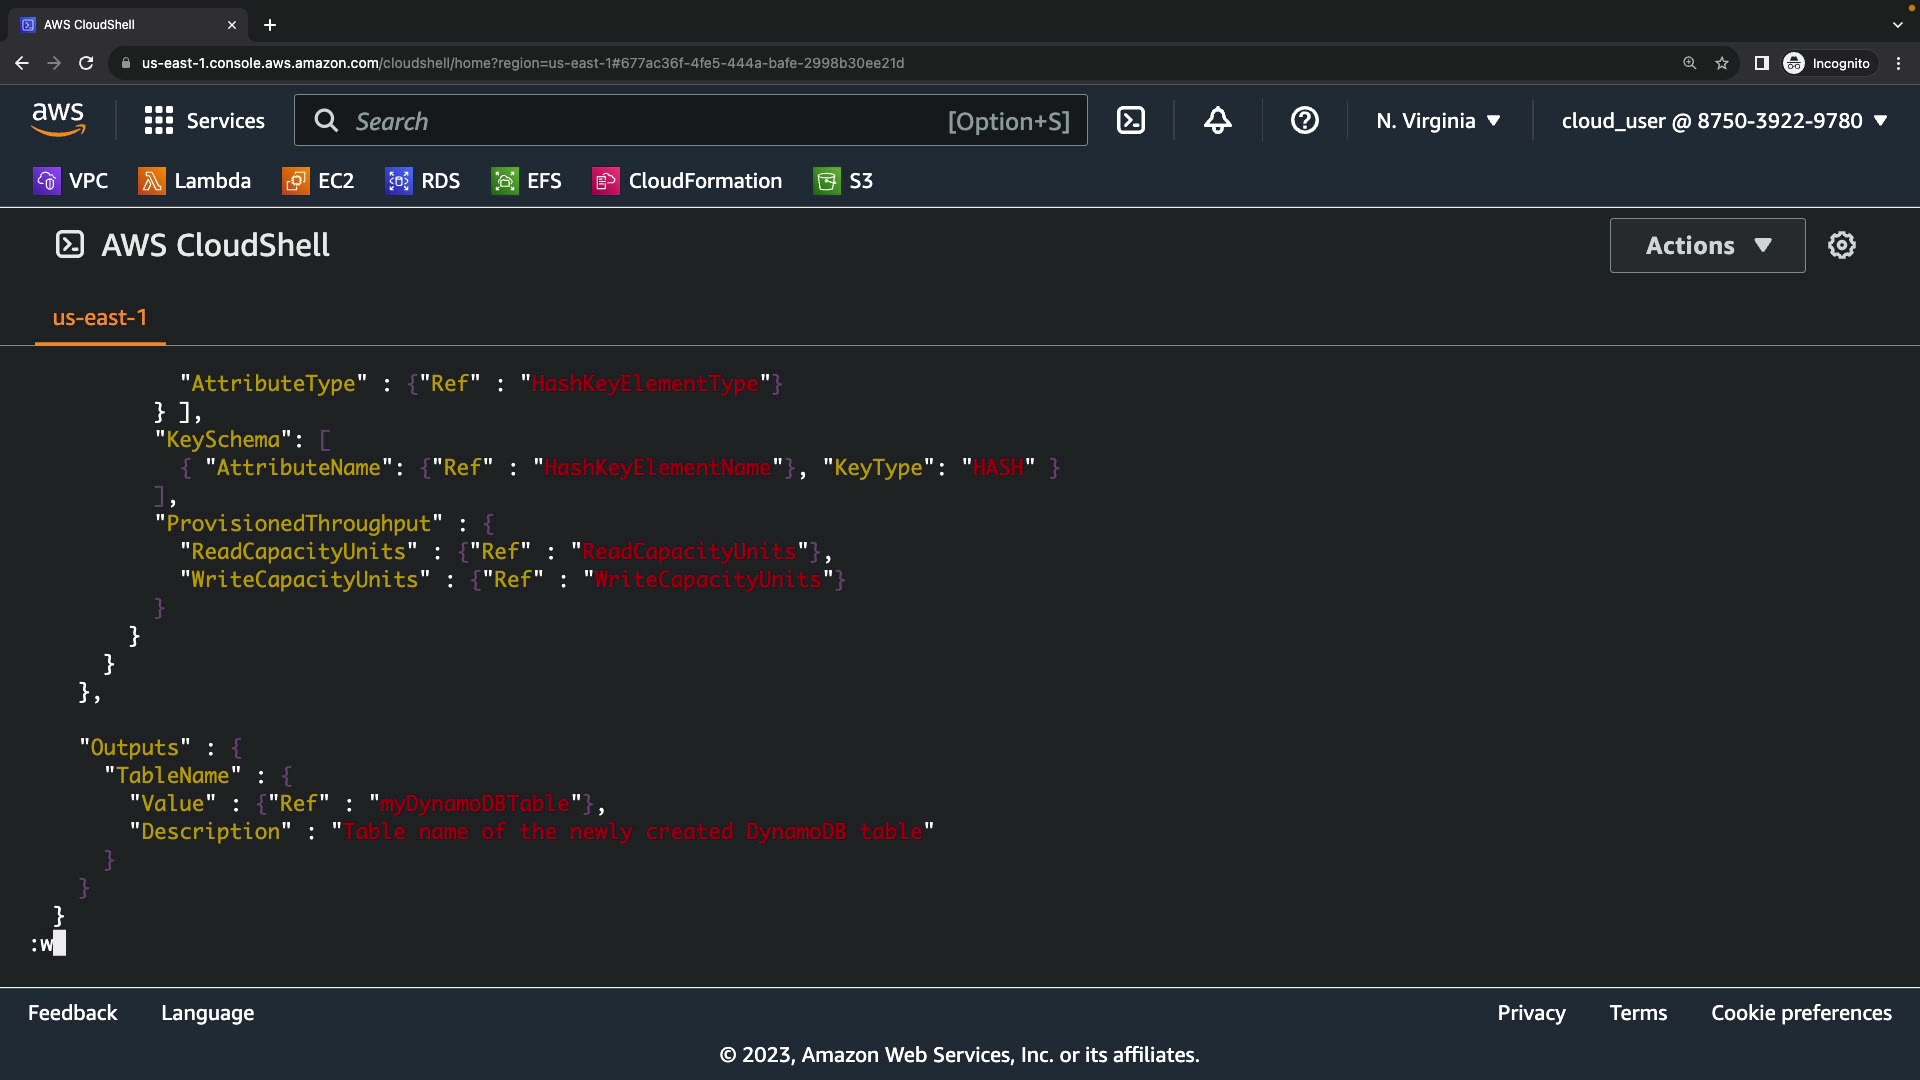 AWS CloudShell
us-east-1.console.aws.amazon.com/cloudshell/home?region=us-east-1#677ac36f-4fe5-444a-bafe-2998b30ee21d
Incognito
aws
Services
Search
[Option+S]
N. Virginia
cloud_user @ 8750-3922-9780
VPC
Lambda
EC2
RDS
EFS
CloudFormation
S3
AWS CloudShell
Actions
us-east-1
"AttributeType" : {"Ref" : "HashKeyElementType"}
} ],
"KeySchema": [
{ "AttributeName": {"Ref" : "HashKeyElementName"}, "KeyType": "HASH" }
],
"ProvisionedThroughput" : {
"ReadCapacityUnits" : {"Ref" : "ReadCapacityUnits"},
"WriteCapacityUnits" : {"Ref" : "WriteCapacityUnits"}
}
}
}
},
"Outputs" : {
"TableName" : {
"Value" : {"Ref" : "myDynamoDBTable"},
"Description" : "Table name of the newly created DynamoDB table"
}
}
}
:w
Feedback
Language
Privacy
Terms
Cookie preferences
© 2023, Amazon Web Services, Inc. or its affiliates.